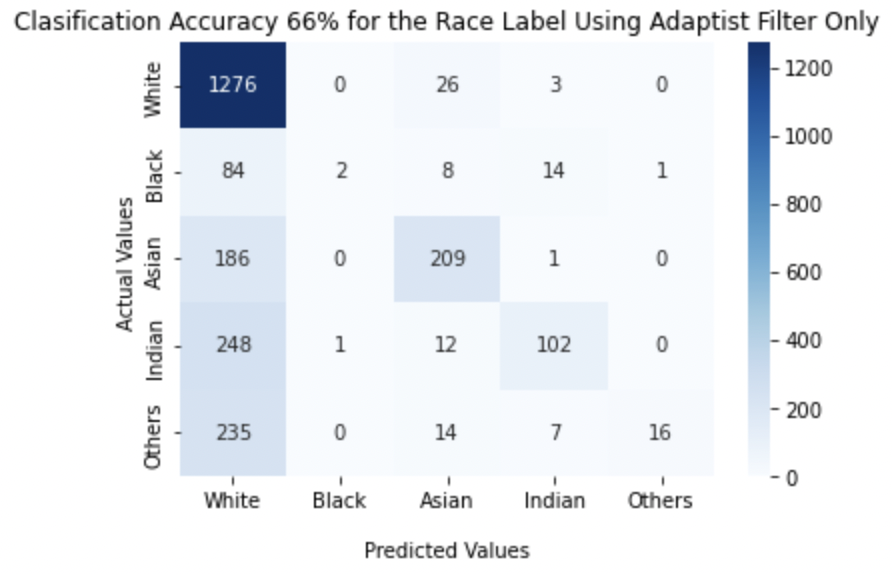 Classification Accuracy 66% for the Race Label Using Adaptist Filter Only
1276 0 26 3 0
84 2 8 14 1
186 0 209 1 0
248 1 12 102 0
235 0 14 7 16
White
Black
Asian
Indian
Others
Actual Values
White Black Asian Indian Others
Predicted Values
1200
1000
800
600
400
200
0